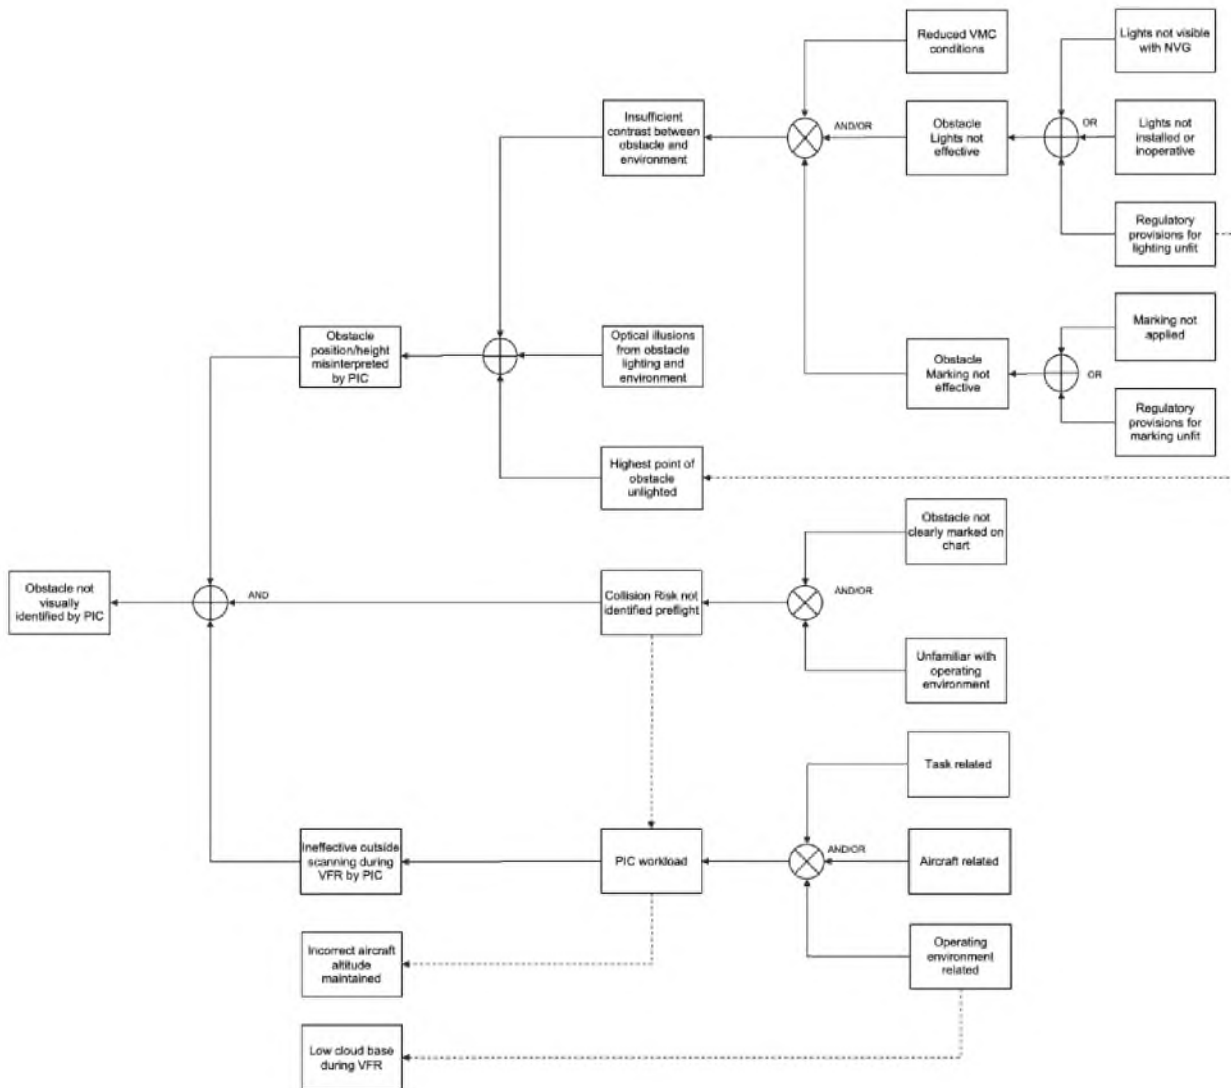 Reduced VMC
conditions
Lights not visible
with NVG
Insufficient
contrast between
obstacle and
environment
AND/OR
Obstacle
Lights not
effective
OR
Lights not
installed or
inoperative
Regulatory
provisions for
lighting unfit
Obstacle
position/height
misinterpreted
by PIC
Optical illusions
from obstacle
lighting and
environment
Obstacle
Marking not
effective
Marking not
applied
OR
Regulatory
provisions for
marking unfit
Highest point of
obstacle
unlighted
Obstacle not
clearly marked on
chart
Obstacle not
visually
identified by PIC
AND
Collision Risk not
identified preflight
AND/OR
Unfamiliar with
operating
environment
Task related
Ineffective outside
scanning during
VFR by PIC
PIC workload
AND/OR
Aircraft related
Incorrect aircraft
altitude
maintained
Operating
environment
related
Low cloud base
during VFR